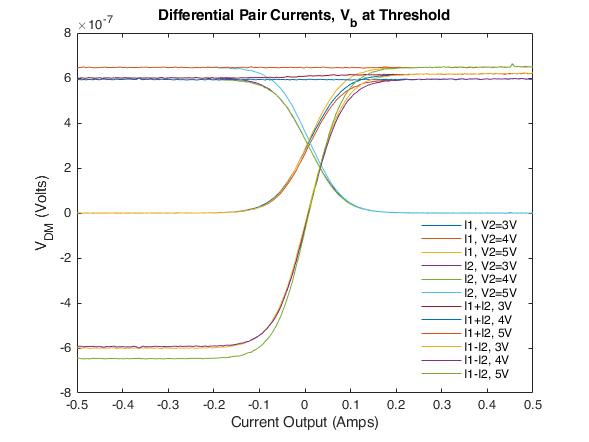 Differential Pair Currents, V_b at Threshold
×10^-7
8
6
4
2
0
-2
-4
-6
-8
V_DM (Volts)
I1, V2=3V
I1, V2=4V
I1, V2=5V
I2, V2=3V
I2, V2=4V
I2, V2=5V
I1+I2, 3V
I1+I2, 4V
I1+I2, 5V
I1-I2, 3V
I1-I2, 4V
I1-I2, 5V
-0.5 -0.4 -0.3 -0.2 -0.1 0 0.1 0.2 0.3 0.4 0.5
Current Output (Amps)